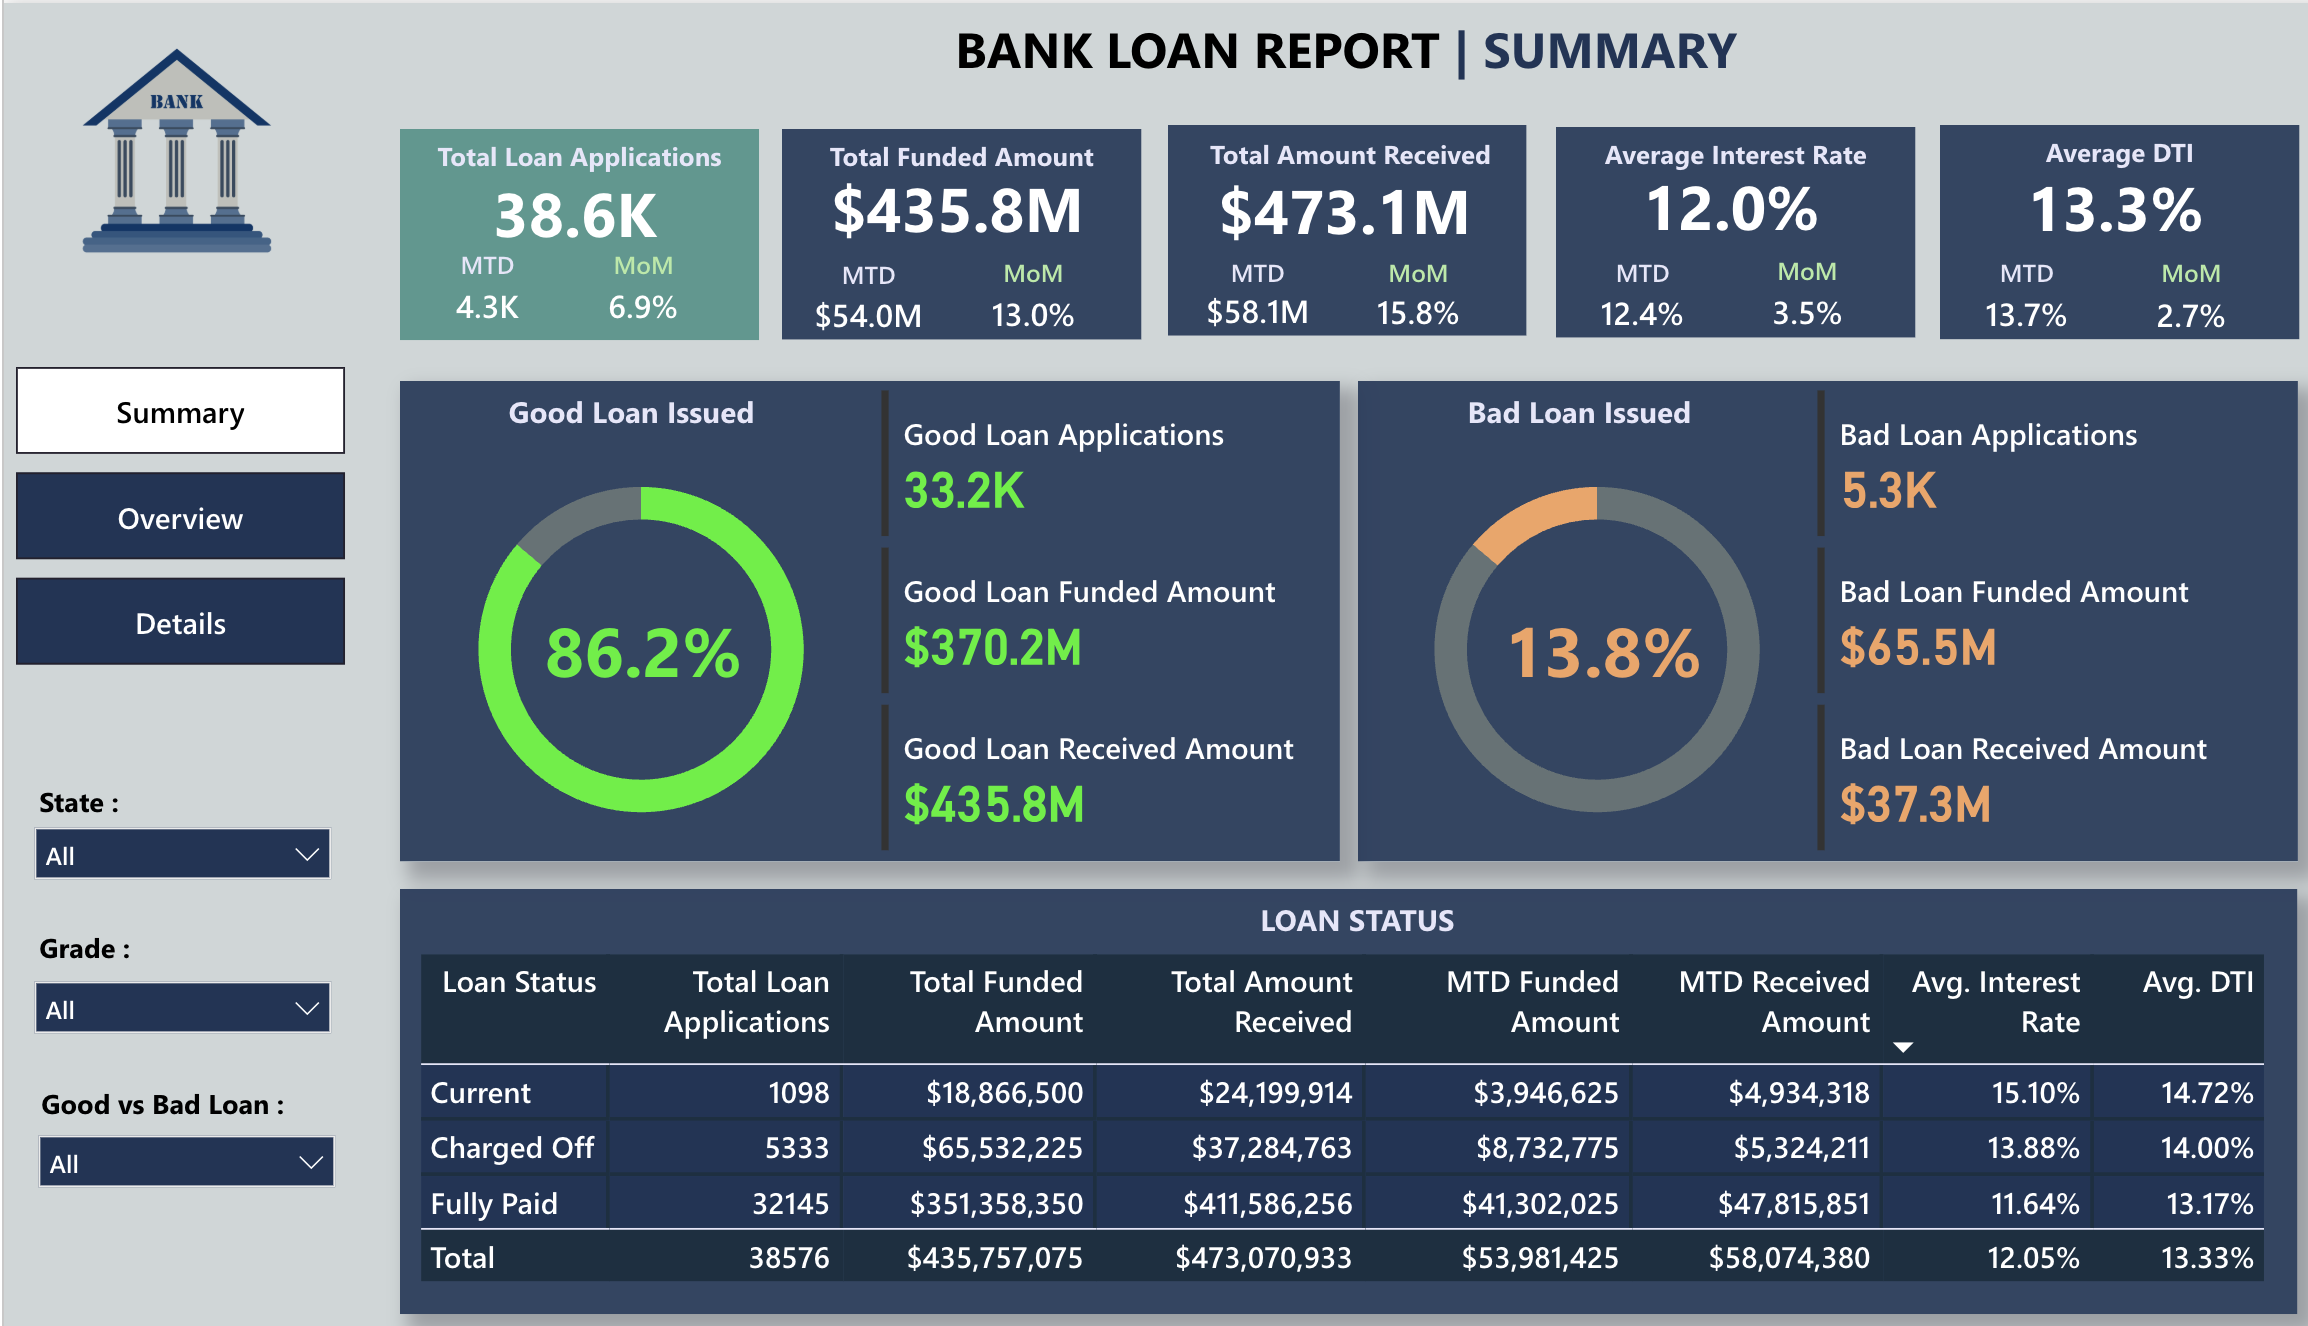 BANK LOAN REPORT | SUMMARY
BANK
Total Loan Applications
38.6K
MTD MoM
4.3K 6.9%
Total Funded Amount
$435.8M
MTD MoM
$54.0M 13.0%
Total Amount Received
$473.1M
MTD MoM
$58.1M 15.8%
Average Interest Rate
12.0%
MTD MoM
12.4% 3.5%
Average DTI
13.3%
MTD MoM
13.7% 2.7%
Summary
Overview
Details
State :
All
Grade :
All
Good vs Bad Loan :
All
Good Loan Issued
86.2%
Good Loan Applications
33.2K
Good Loan Funded Amount
$370.2M
Good Loan Received Amount
$435.8M
Bad Loan Issued
13.8%
Bad Loan Applications
5.3K
Bad Loan Funded Amount
$65.5M
Bad Loan Received Amount
$37.3M
LOAN STATUS
Loan Status Total Loan Total Funded Total Amount MTD Funded MTD Received Avg. Interest Avg. DTI
Applications Amount Received Amount Amount Rate
Current 1098 $18,866,500 $24,199,914 $3,946,625 $4,934,318 15.10% 14.72%
Charged Off 5333 $65,532,225 $37,284,763 $8,732,775 $5,324,211 13.88% 14.00%
Fully Paid 32145 $351,358,350 $411,586,256 $41,302,025 $47,815,851 11.64% 13.17%
Total 38576 $435,757,075 $473,070,933 $53,981,425 $58,074,380 12.05% 13.33%